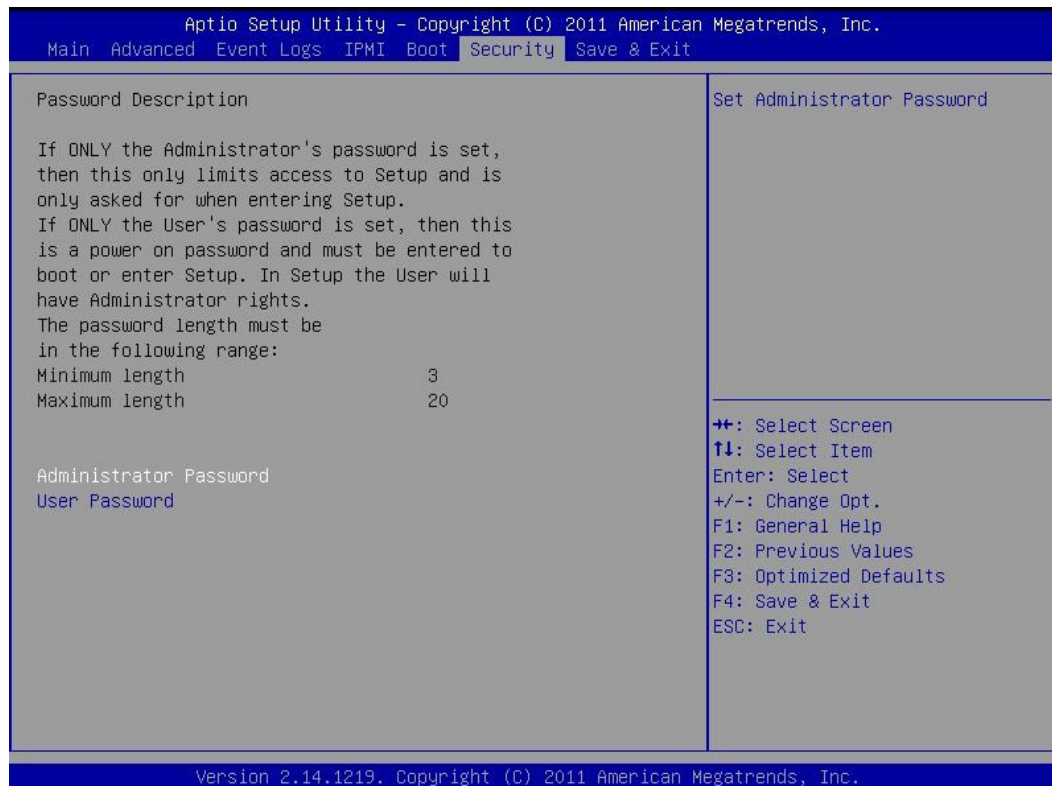 Aptio Setup Utility – Copyright (C) 2011 American Megatrends, Inc.
Main Advanced Event Logs IPMI Boot Security Save & Exit
Password Description
If ONLY the Administrator's password is set,
then this only limits access to Setup and is
only asked for when entering Setup.
If ONLY the User's password is set, then this
is a power on password and must be entered to
boot or enter Setup. In Setup the User will
have Administrator rights.
The password length must be
in the following range:
Minimum length 3
Maximum length 20
Administrator Password
User Password
Set Administrator Password
→←: Select Screen
↑↓: Select Item
Enter: Select
+/-: Change Opt.
F1: General Help
F2: Previous Values
F3: Optimized Defaults
F4: Save & Exit
ESC: Exit
Version 2.14.1219. Copyright (C) 2011 American Megatrends, Inc.